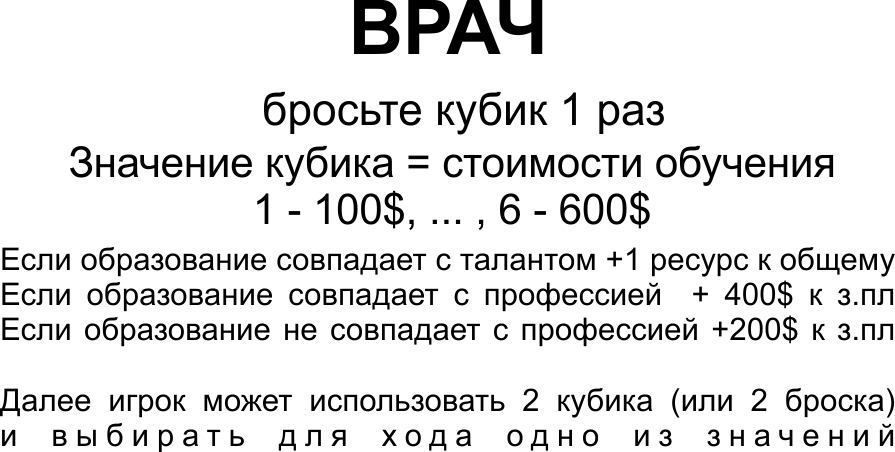 ВРАЧ
бросьте кубик 1 раз
Значение кубика = стоимости обучения
1 - 100$, ... , 6 - 600$
Если образование совпадает с талантом +1 ресурс к общему
Если образование совпадает с профессией + 400$ к з.пл
Если образование не совпадает с профессией +200$ к з.пл
Далее игрок может использовать 2 кубика (или 2 броска)
и выбирать для хода одно из значений